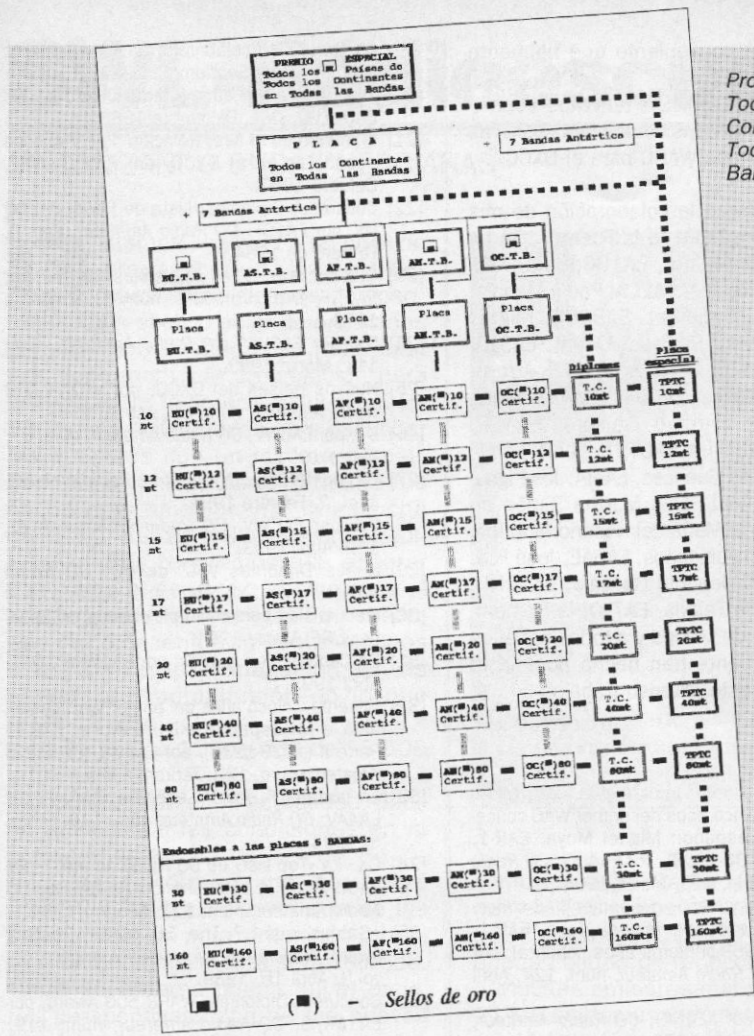 PREMIO ESPECIAL
Todos los Países de
Todos los Continentes
en Todas las Bandas
P L A C A
Todos los Continentes
en Todas las Bandas
+ 7 Bandas Antártica
+ 7 Bandas Antártica
EU.T.B. AS.T.B. AF.T.B. AM.T.B. OC.T.B.
Placa Placa Placa Placa Placa
EU.T.B. AS.T.B. AF.T.B. AM.T.B. OC.T.B.
Diplomas
Placa
especial
10 EU(■)10 AS(■)10 AF(■)10 AM(■)10 OC(■)10 T.C. TPTC
mt Certif. Certif. Certif. Certif. Certif. 10mt 10mt
12 EU(■)12 AS(■)12 AF(■)12 AM(■)12 OC(■)12 T.C. TPTC
mt Certif. Certif. Certif. Certif. Certif. 12mt 12mt
15 EU(■)15 AS(■)15 AF(■)15 AM(■)15 OC(■)15 T.C. TPTC
mt Certif. Certif. Certif. Certif. Certif. 15mt 15mt
17 EU(■)17 AS(■)17 AF(■)17 AM(■)17 OC(■)17 T.C. TPTC
mt Certif. Certif. Certif. Certif. Certif. 17mt 17mt
20 EU(■)20 AS(■)20 AF(■)20 AM(■)20 OC(■)20 T.C. TPTC
mt Certif. Certif. Certif. Certif. Certif. 20mt 20mt
40 EU(■)40 AS(■)40 AF(■)40 AM(■)40 OC(■)40 T.C. TPTC
mt Certif. Certif. Certif. Certif. Certif. 40mt 40mt
80 EU(■)80 AS(■)80 AF(■)80 AM(■)80 OC(■)80 T.C. TPTC
mt Certif. Certif. Certif. Certif. Certif. 80mt 80mt
Endosables a las placas 5 BANDAS:
30 EU(■)30 AS(■)30 AF(■)30 AM(■)30 OC(■)30 T.C. TPTC
mt Certif. Certif. Certif. Certif. Certif. 30mt 30mt
160 EU(■)160 AS(■)160 AF(■)160 AM(■)160 OC(■)160 T.C. TPTC
mt Certif. Certif. Certif. Certif. Certif. 160mts 160mt.
(■) - Sellos de oro